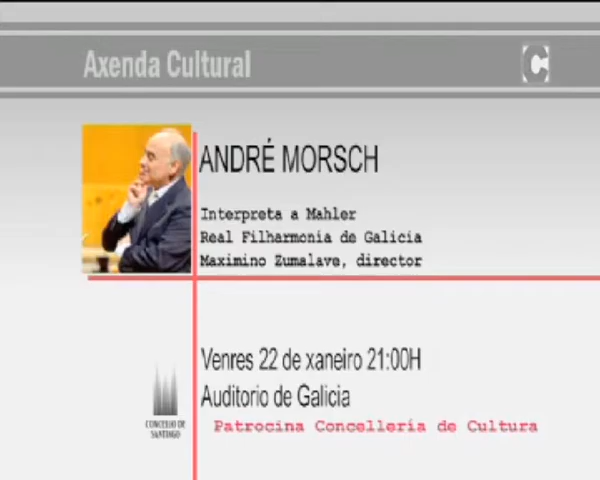 Axenda Cultural
C
ANDRÉ MORSCH
Interpreta a Mahler
Real Filharmonía de Galicia
Maximino Zumalave, director
Venres 22 de xaneiro 21:00H
Auditorio de Galicia
CONCELLO DE
SANTIAGO
Patrocina Concellería de Cultura